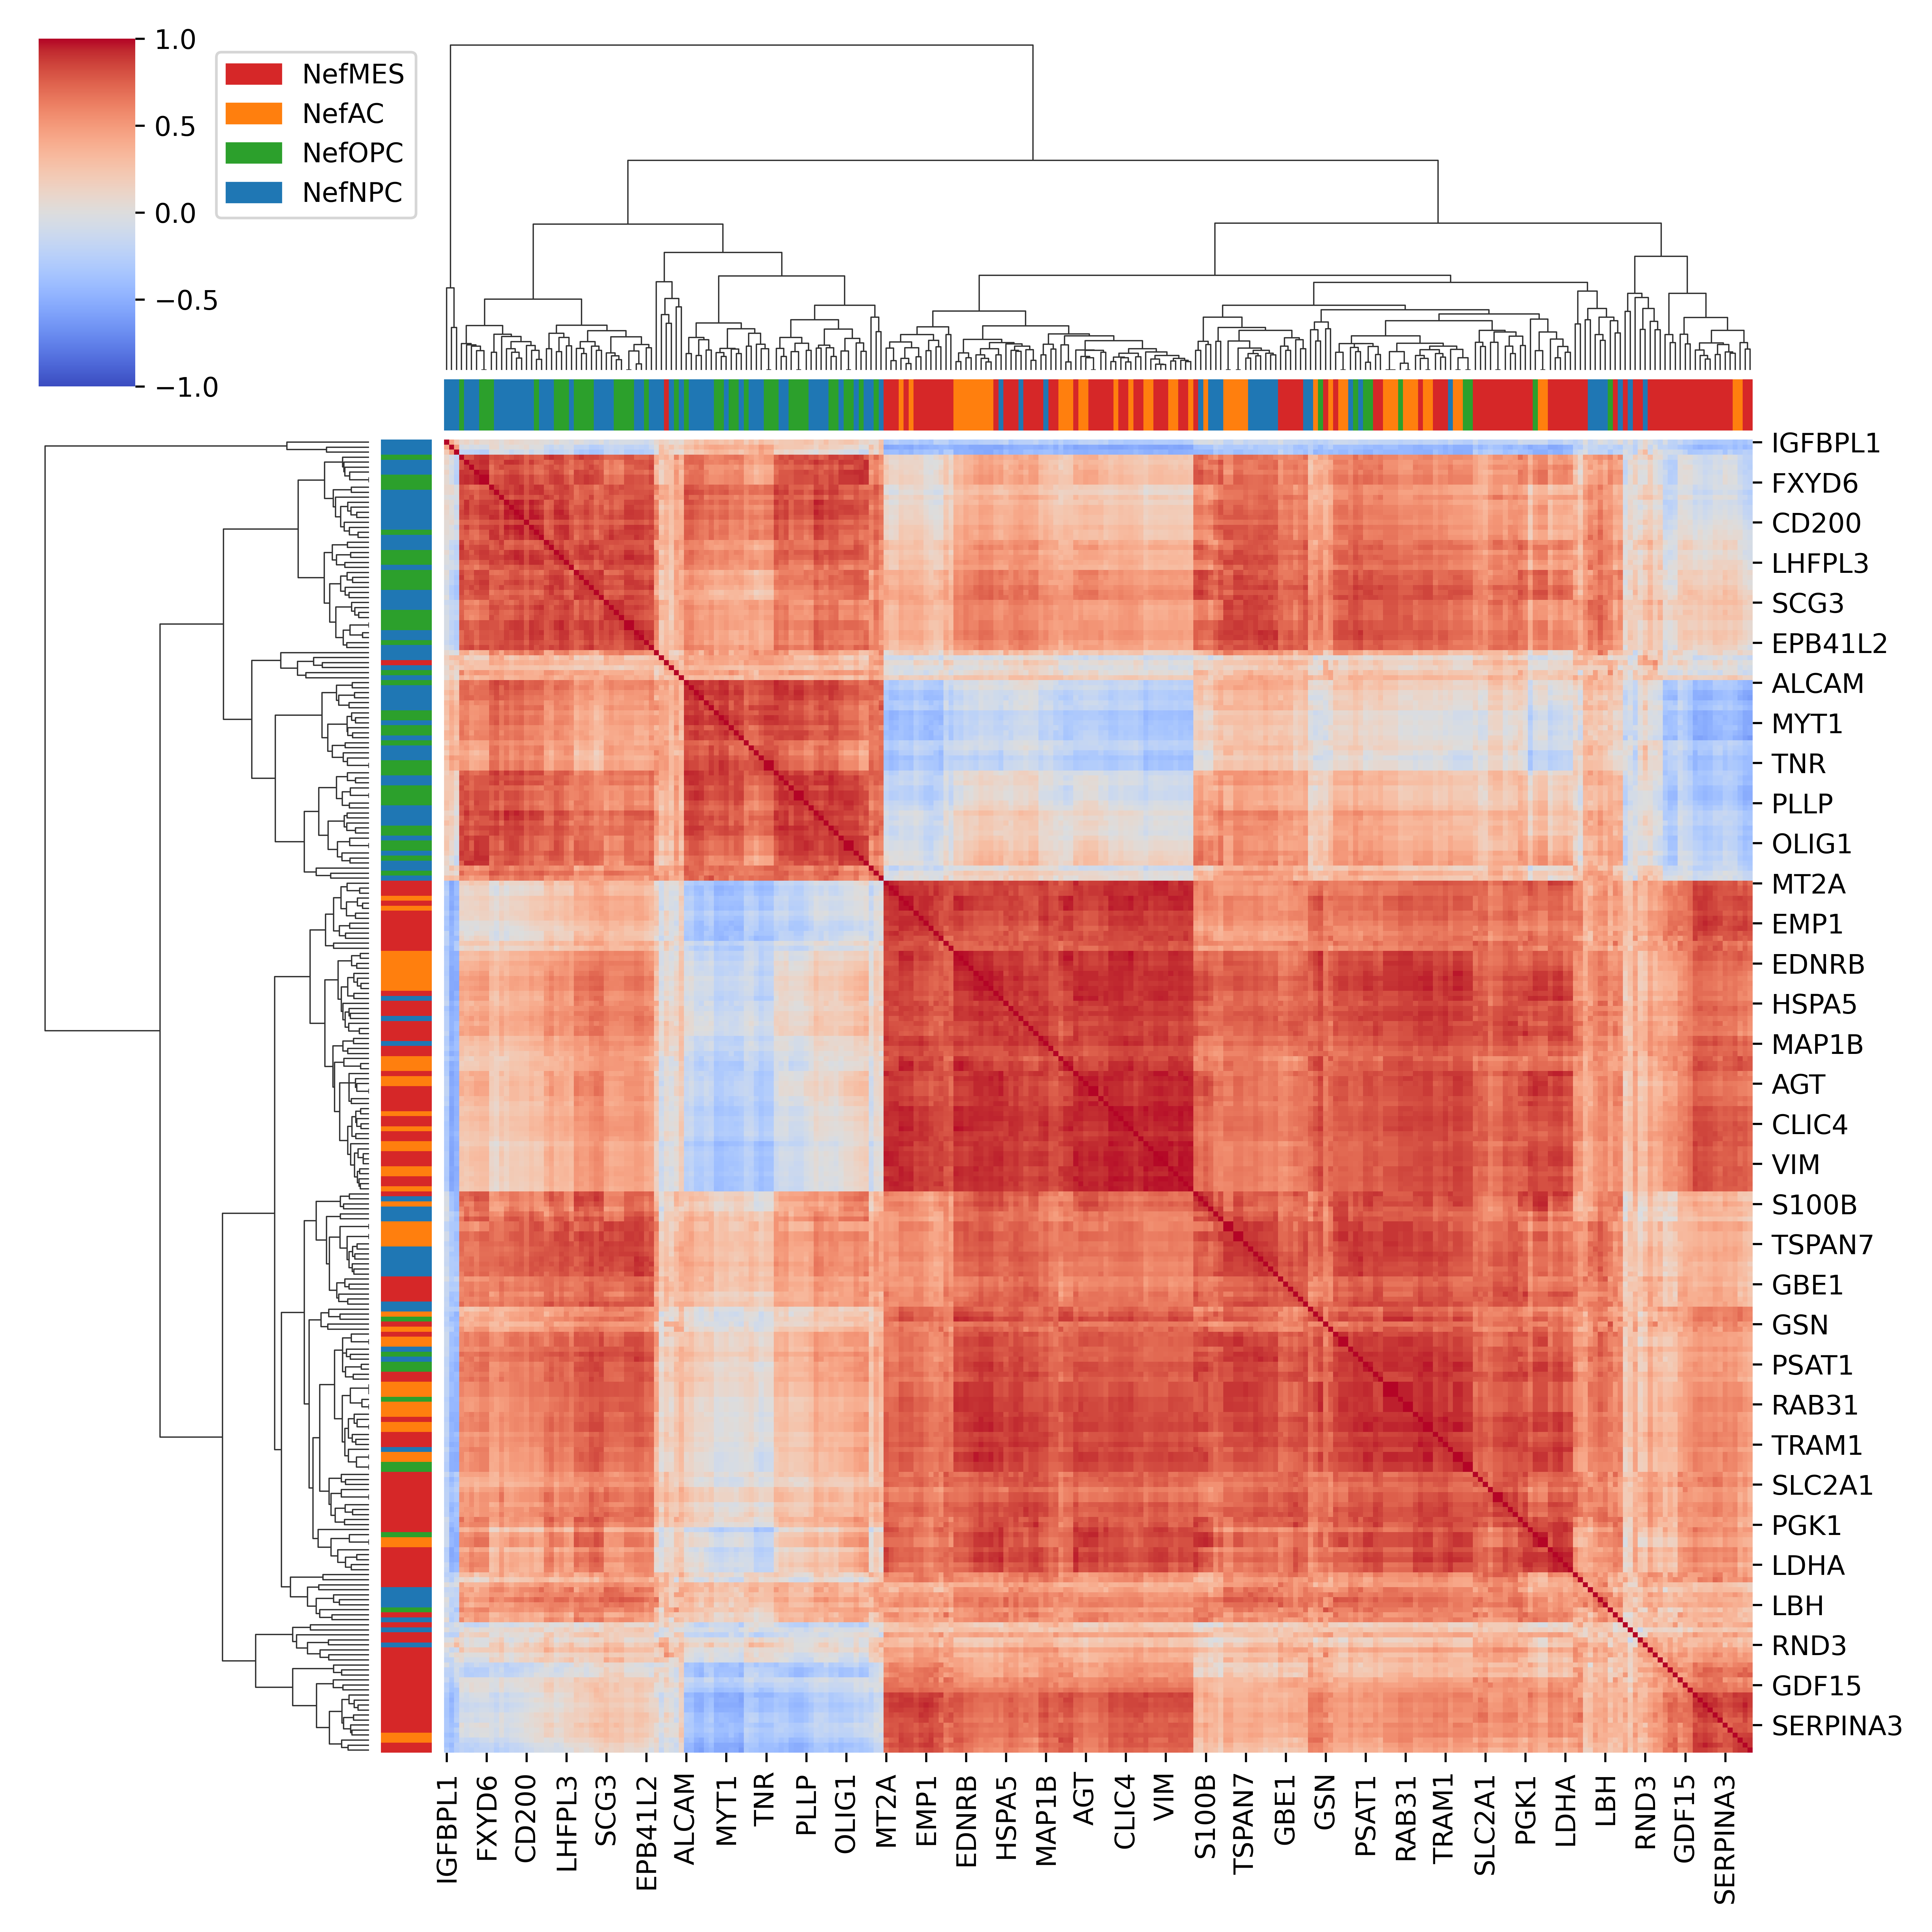 1.0
0.5
0.0
−0.5
−1.0
NefMES
NefAC
NefOPC
NefNPC
IGFBPL1
FXYD6
CD200
LHFPL3
SCG3
EPB41L2
ALCAM
MYT1
TNR
PLLP
OLIG1
MT2A
EMP1
EDNRB
HSPA5
MAP1B
AGT
CLIC4
VIM
S100B
TSPAN7
GBE1
GSN
PSAT1
RAB31
TRAM1
SLC2A1
PGK1
LDHA
LBH
RND3
GDF15
SERPINA3
IGFBPL1
FXYD6
CD200
LHFPL3
SCG3
EPB41L2
ALCAM
MYT1
TNR
PLLP
OLIG1
MT2A
EMP1
EDNRB
HSPA5
MAP1B
AGT
CLIC4
VIM
S100B
TSPAN7
GBE1
GSN
PSAT1
RAB31
TRAM1
SLC2A1
PGK1
LDHA
LBH
RND3
GDF15
SERPINA3